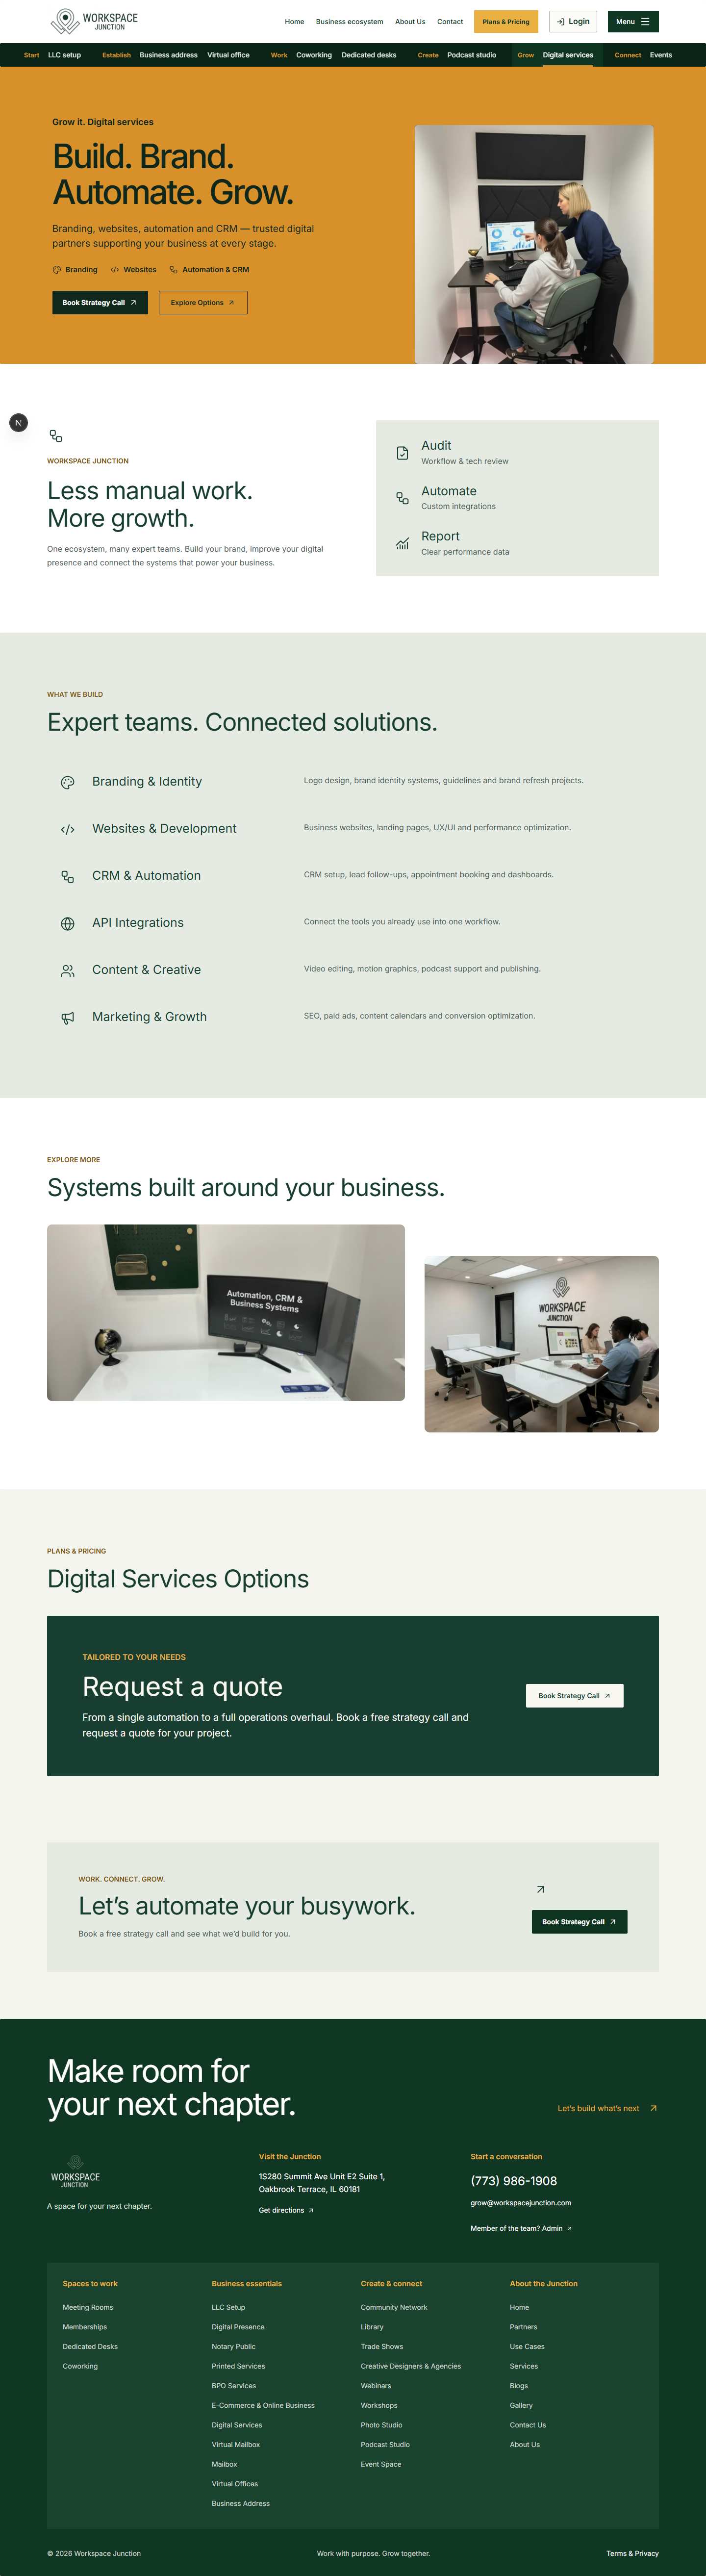 WORKSPACE
JUNCTION
Home Business ecosystem About Us Contact Plans & Pricing Login Menu
Start LLC setup Establish Business address Virtual office Work Coworking Dedicated desks Create Podcast studio Grow Digital services Connect Events
Grow it. Digital services
Build. Brand.
Automate. Grow.
Branding, websites, automation and CRM — trusted digital
partners supporting your business at every stage.
Branding Websites Automation & CRM
Book Strategy Call Explore Options
N
WORKSPACE JUNCTION
Less manual work.
More growth.
One ecosystem, many expert teams. Build your brand, improve your digital
presence and connect the systems that power your business.
Audit
Workflow & tech review
Automate
Custom integrations
Report
Clear performance data
WHAT WE BUILD
Expert teams. Connected solutions.
Branding & Identity Logo design, brand identity systems, guidelines and brand refresh projects.
Websites & Development Business websites, landing pages, UX/UI and performance optimization.
CRM & Automation CRM setup, lead follow-ups, appointment booking and dashboards.
API Integrations Connect the tools you already use into one workflow.
Content & Creative Video editing, motion graphics, podcast support and publishing.
Marketing & Growth SEO, paid ads, content calendars and conversion optimization.
EXPLORE MORE
Systems built around your business.
Automation, CRM &
Business Systems
WORKSPACE
JUNCTION
PLANS & PRICING
Digital Services Options
TAILORED TO YOUR NEEDS
Request a quote
From a single automation to a full operations overhaul. Book a free strategy call and
request a quote for your project.
Book Strategy Call
WORK. CONNECT. GROW.
Let’s automate your busywork.
Book a free strategy call and see what we’d build for you.
Book Strategy Call
Make room for
your next chapter.
Let’s build what’s next
WORKSPACE
JUNCTION
A space for your next chapter.
Visit the Junction
1S280 Summit Ave Unit E2 Suite 1,
Oakbrook Terrace, IL 60181
Get directions
Start a conversation
(773) 986-1908
grow@workspacejunction.com
Member of the team? Admin
Spaces to work
Meeting Rooms
Memberships
Dedicated Desks
Coworking
Business essentials
LLC Setup
Digital Presence
Notary Public
Printed Services
BPO Services
E-Commerce & Online Business
Digital Services
Virtual Mailbox
Mailbox
Virtual Offices
Business Address
Create & connect
Community Network
Library
Trade Shows
Creative Designers & Agencies
Webinars
Workshops
Photo Studio
Podcast Studio
Event Space
About the Junction
Home
Partners
Use Cases
Services
Blogs
Gallery
Contact Us
About Us
© 2026 Workspace Junction Work with purpose. Grow together. Terms & Privacy